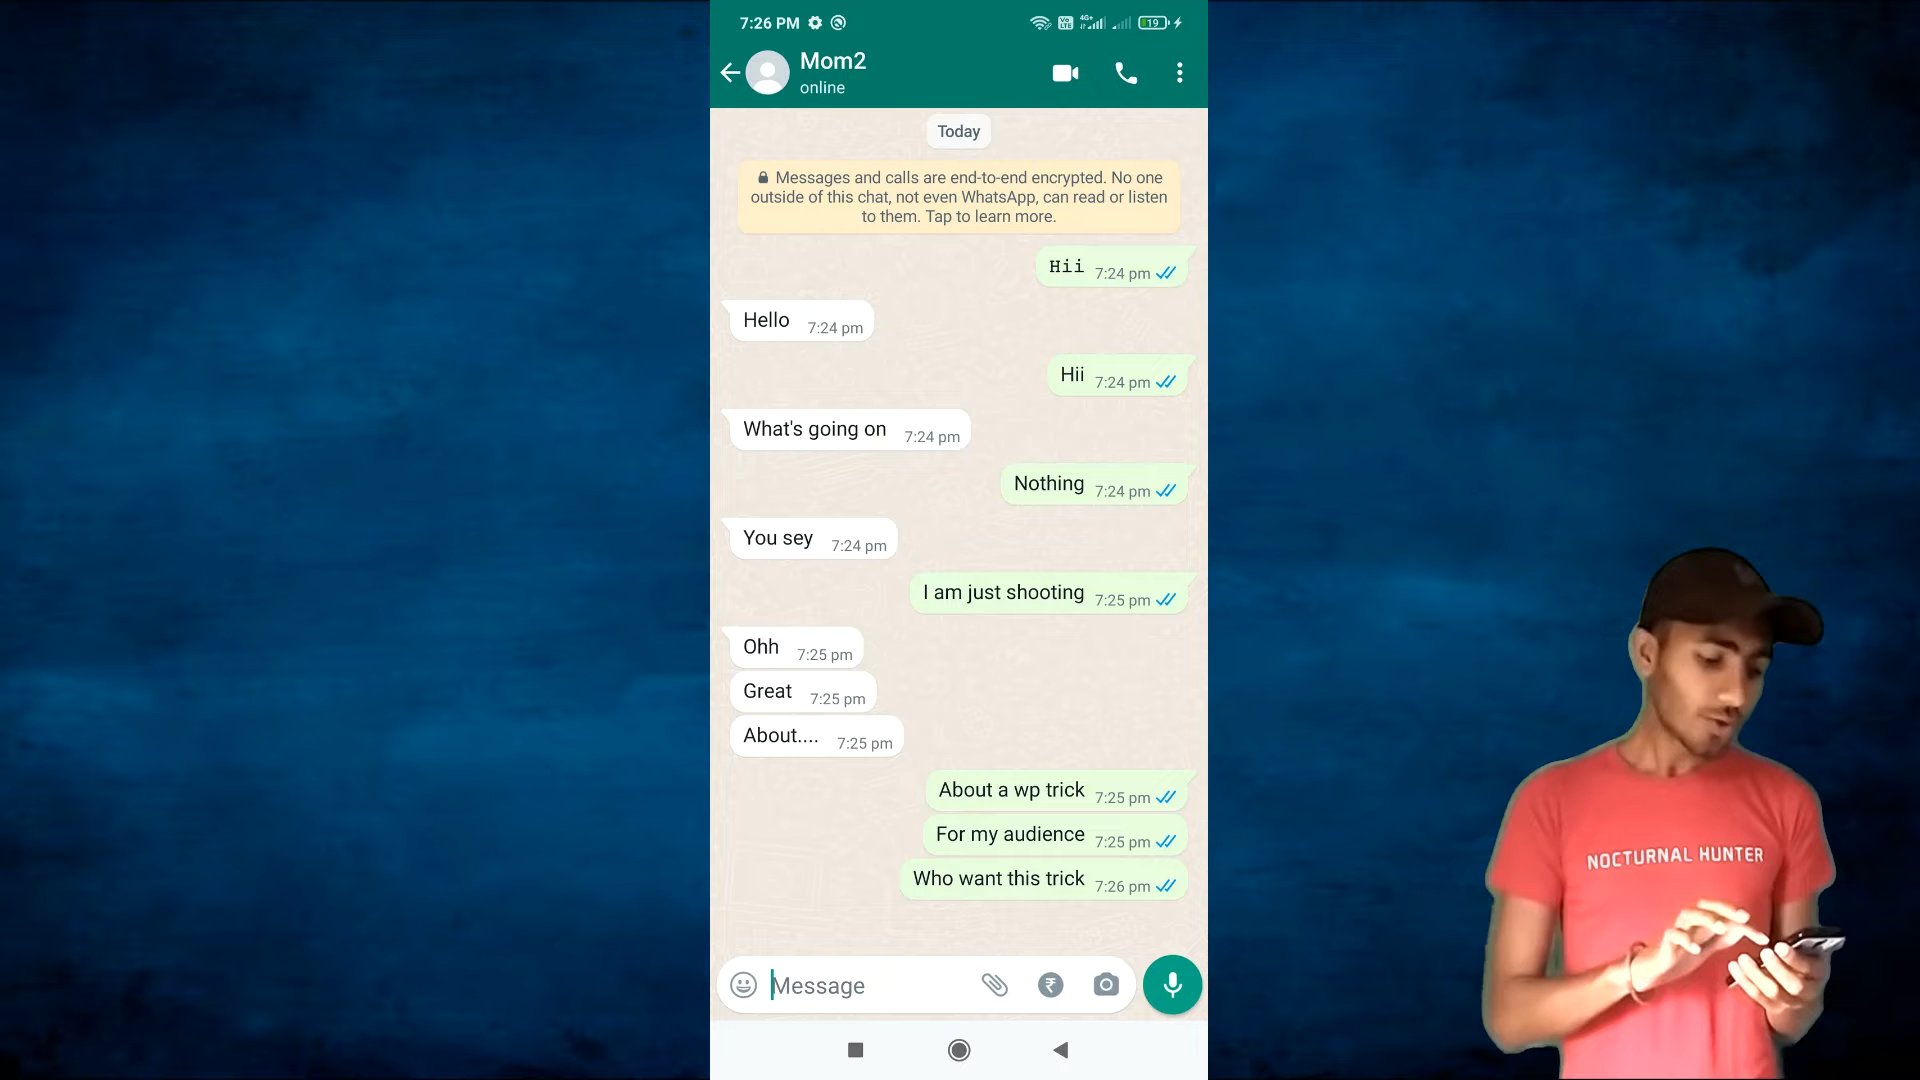 7:26 PM
4G+
Vo
LTE
19
Mom2
online
Today
Messages and calls are end-to-end encrypted. No one
outside of this chat, not even WhatsApp, can read or listen
to them. Tap to learn more.
Hii 7:24 pm
Hello 7:24 pm
Hii 7:24 pm
What's going on 7:24 pm
Nothing 7:24 pm
You sey 7:24 pm
I am just shooting 7:25 pm
Ohh 7:25 pm
Great 7:25 pm
About.... 7:25 pm
About a wp trick 7:25 pm
For my audience 7:25 pm
Who want this trick 7:26 pm
Message
₹
NOCTURNAL HUNTER